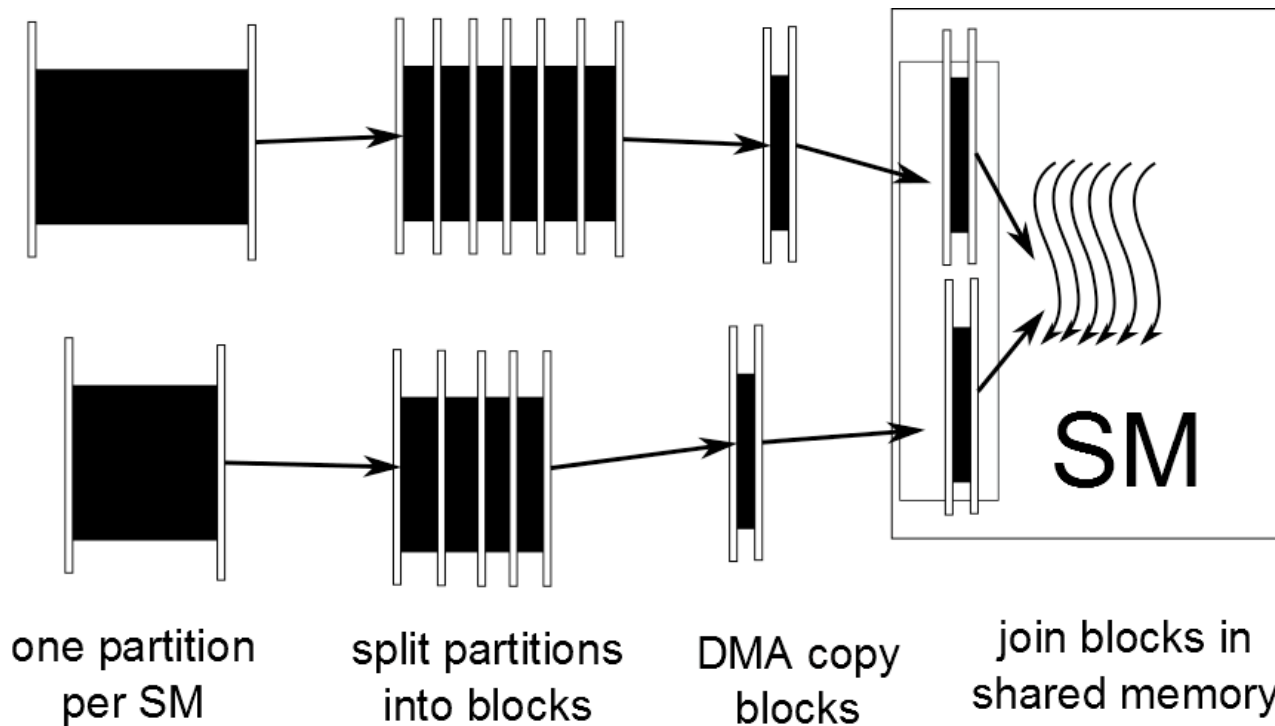 SM
one partition
per SM
split partitions
into blocks
DMA copy
blocks
join blocks in
shared memory